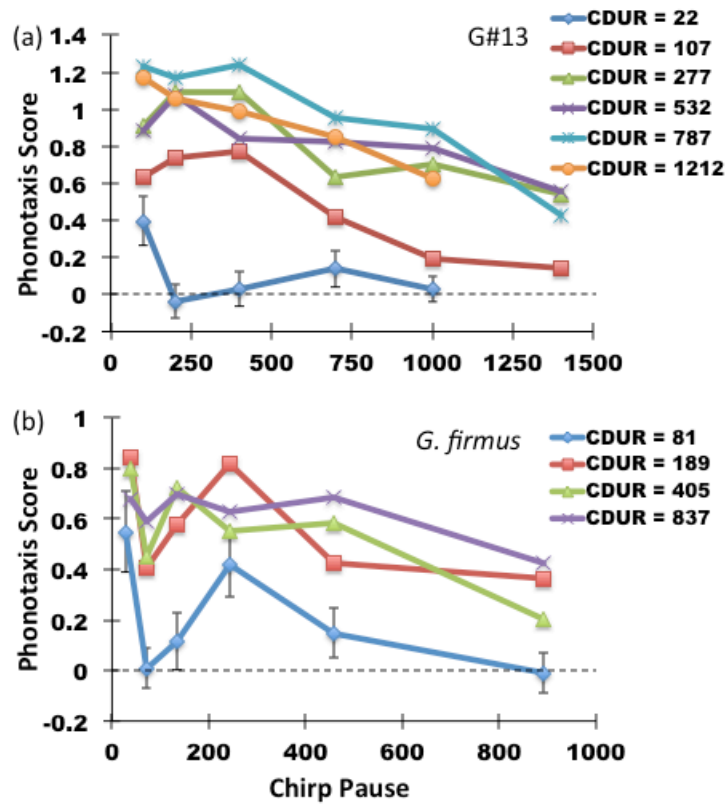 (a)
G#13
CDUR = 22
CDUR = 107
CDUR = 277
CDUR = 532
CDUR = 787
CDUR = 1212
Phonotaxis Score
1.4
1.2
1
0.8
0.6
0.4
0.2
0
-0.2
0 250 500 750 1000 1250 1500
(b)
G. firmus
CDUR = 81
CDUR = 189
CDUR = 405
CDUR = 837
Phonotaxis Score
1
0.8
0.6
0.4
0.2
0
-0.2
0 200 400 600 800 1000
Chirp Pause